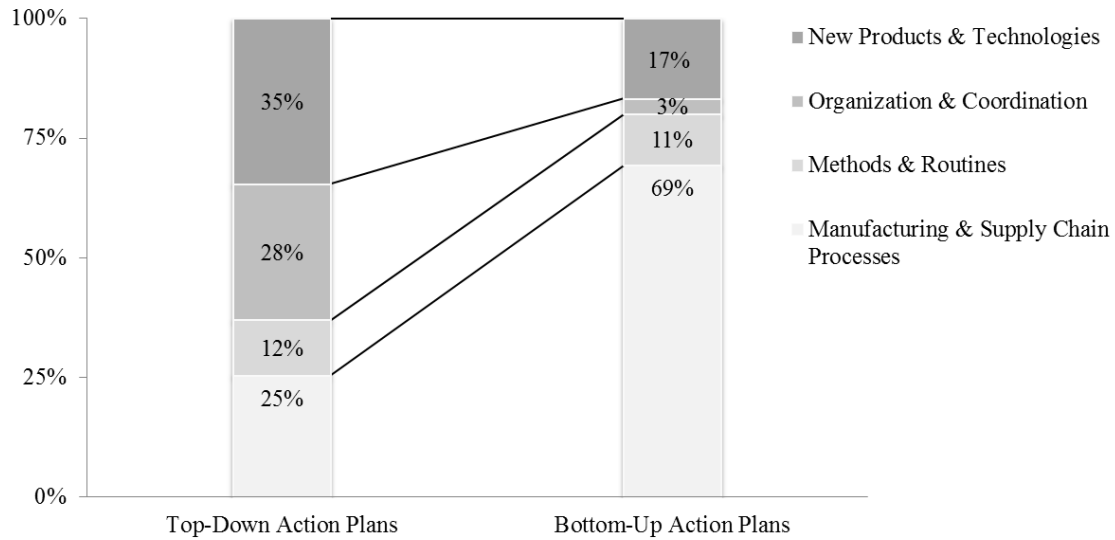 100%
75%
50%
25%
0%
35%
28%
12%
25%
17%
3%
11%
69%
Top-Down Action Plans
Bottom-Up Action Plans
New Products & Technologies
Organization & Coordination
Methods & Routines
Manufacturing & Supply Chain
Processes